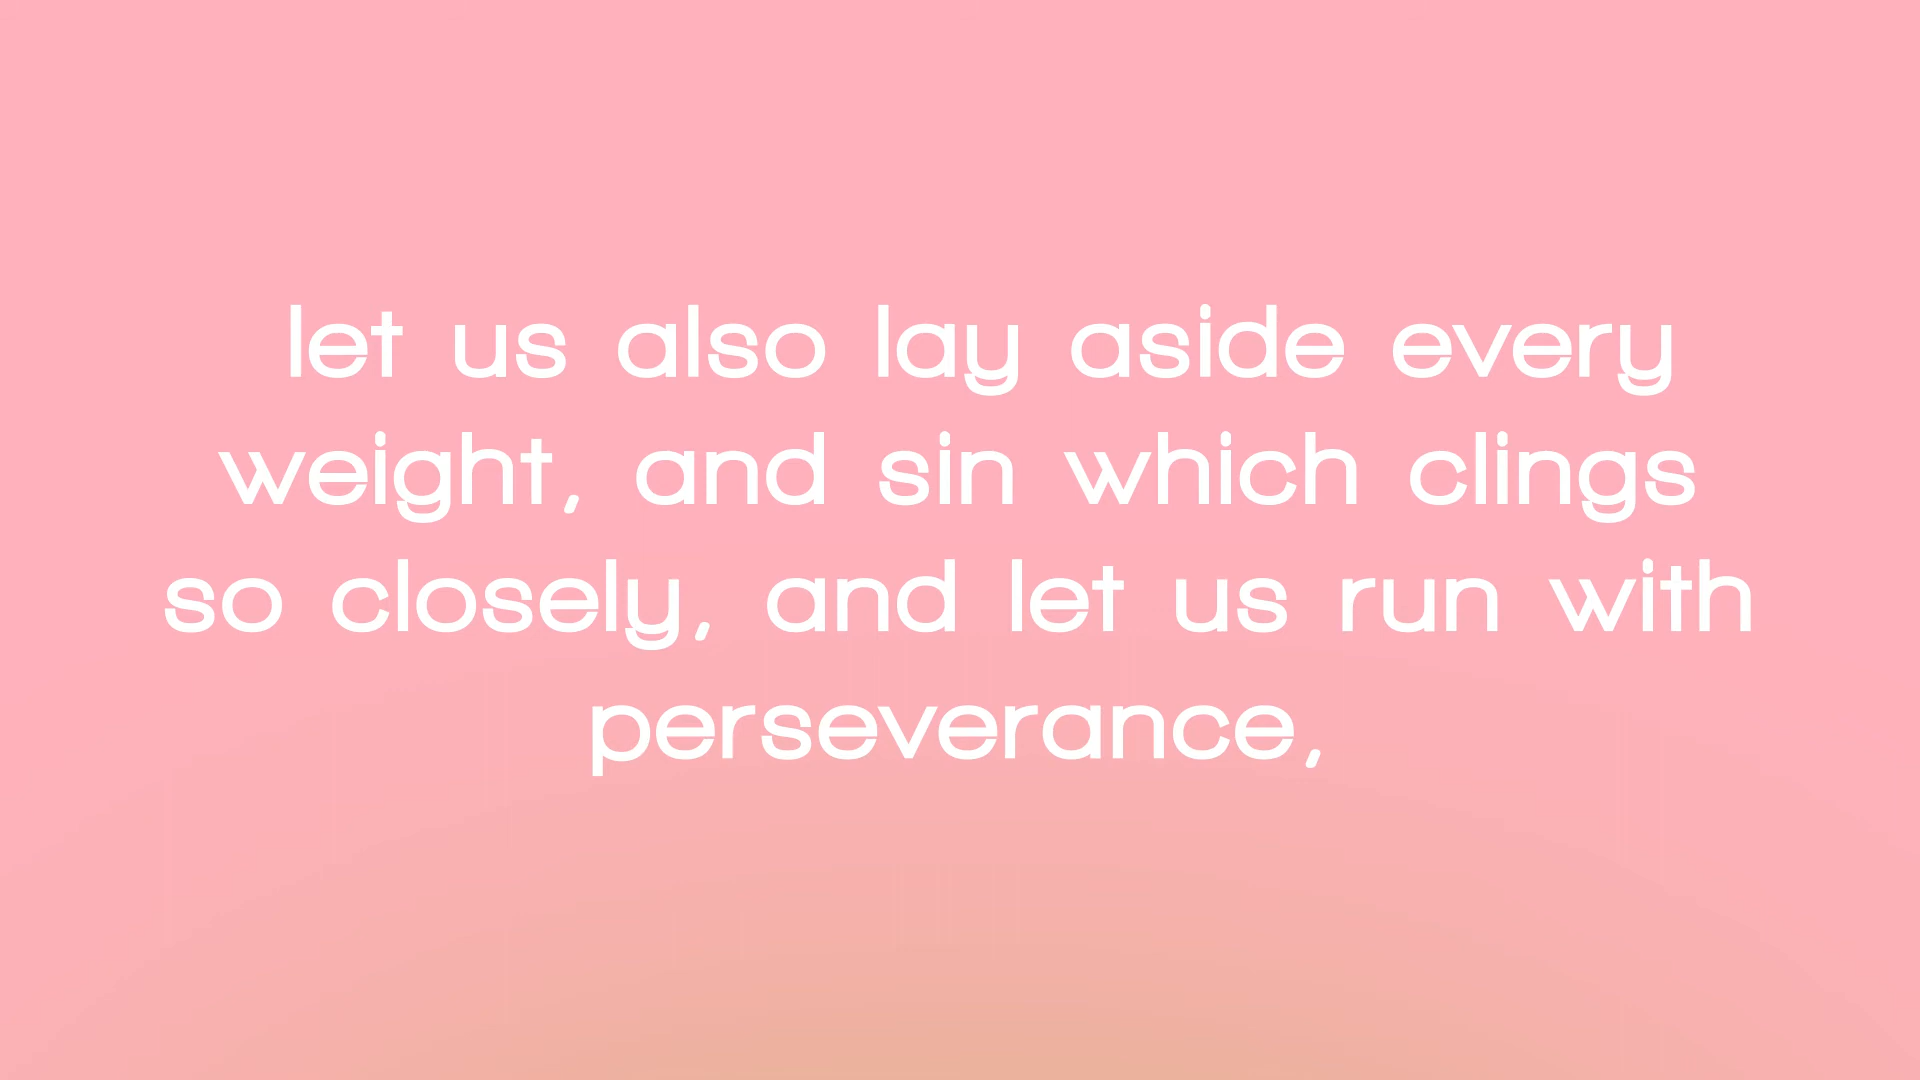 let us also lay aside every
weight, and sin which clings
so closely, and let us run with
perseverance,